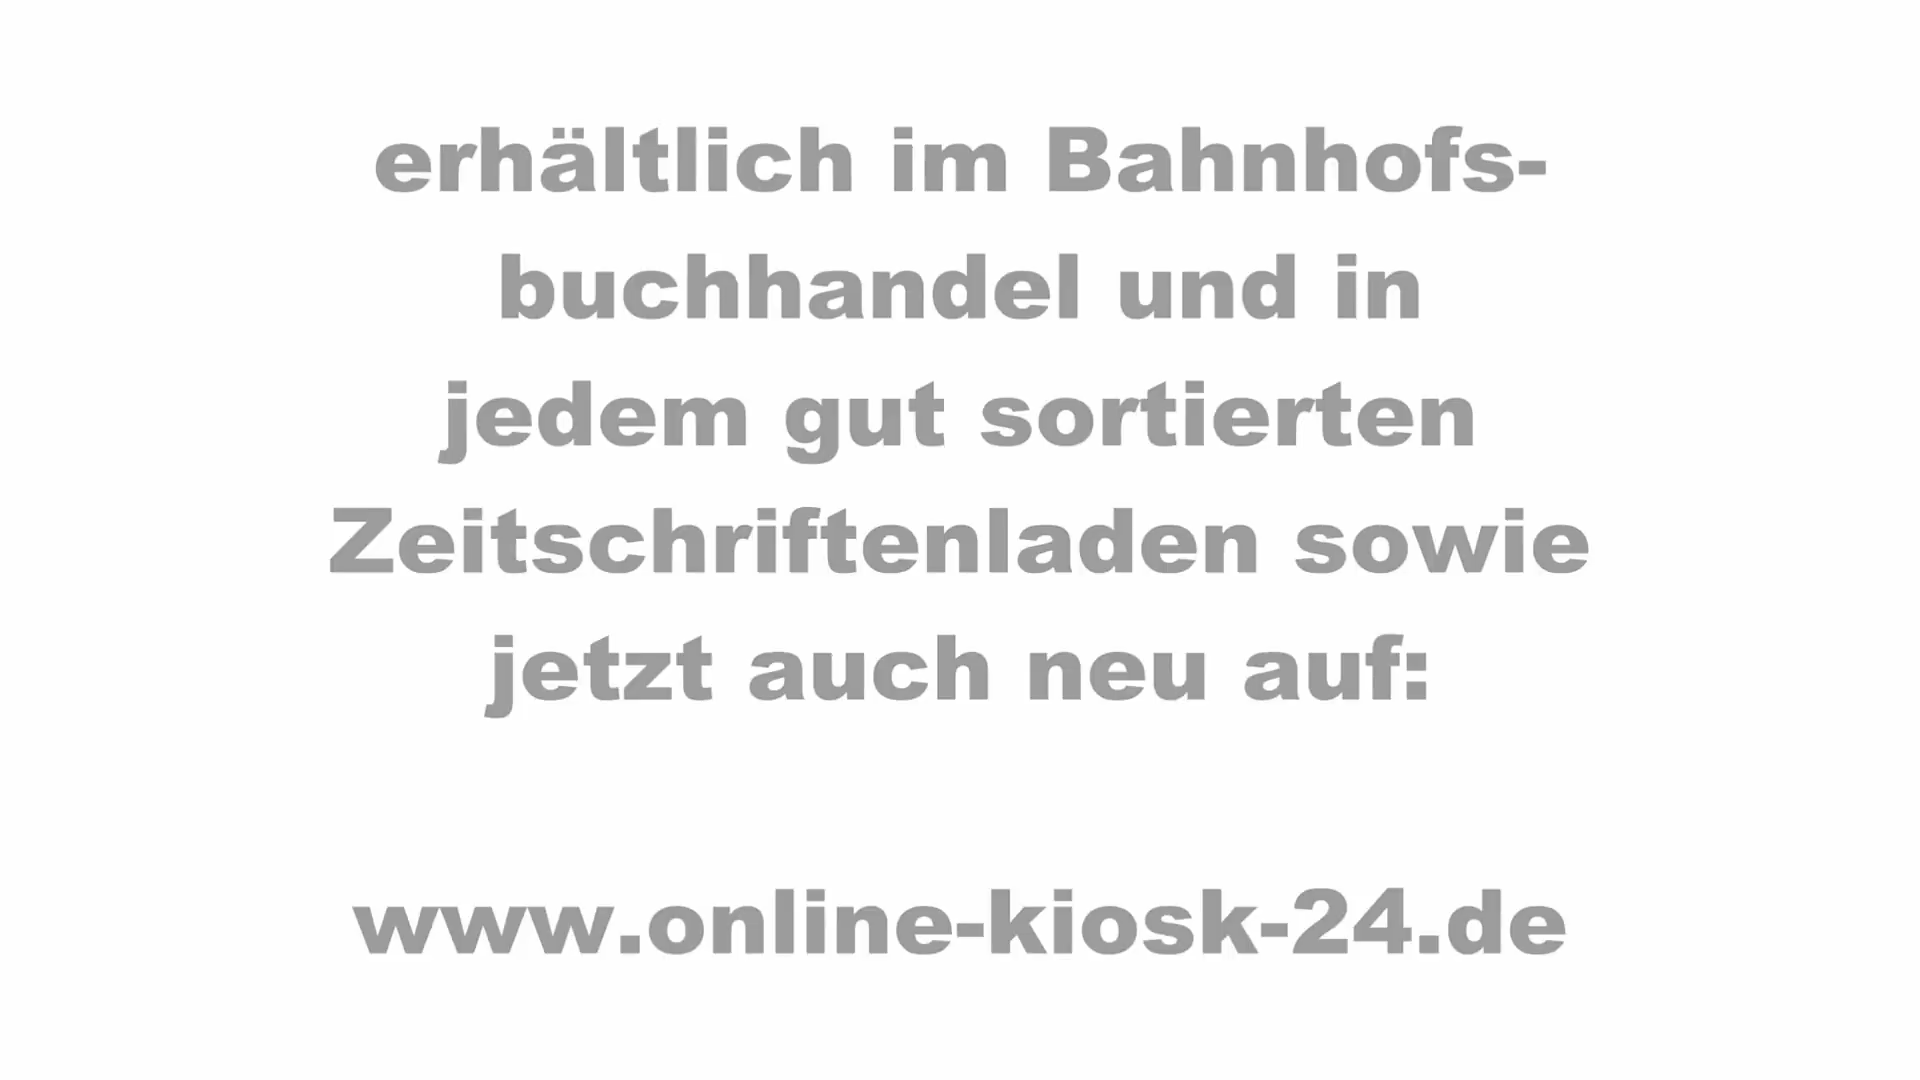 erhältlich im Bahnhofs-
buchhandel und in
jedem gut sortierten
Zeitschriftenladen sowie
jetzt auch neu auf:
www.online-kiosk-24.de